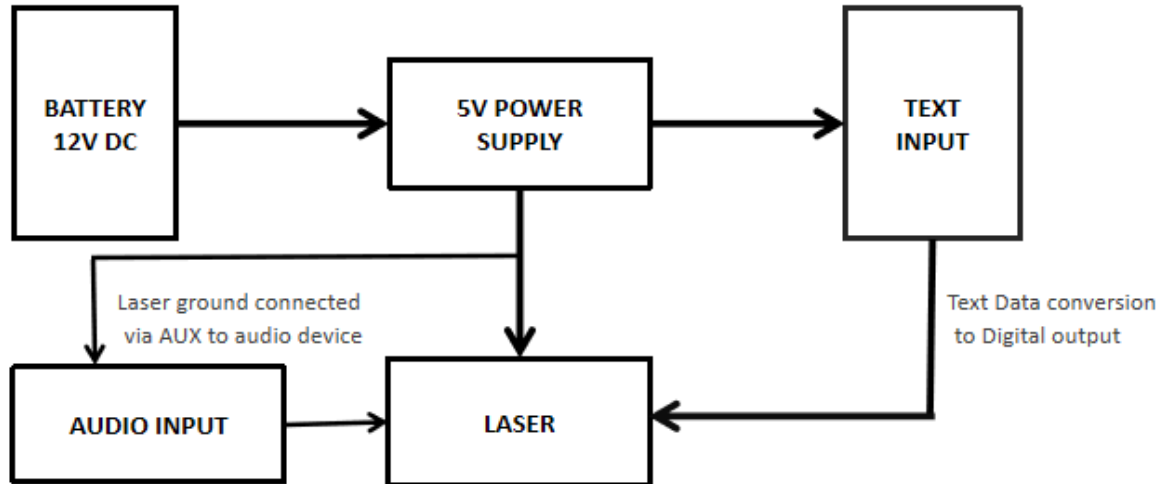 BATTERY
12V DC
5V POWER
SUPPLY
TEXT
INPUT
Laser ground connected
via AUX to audio device
Text Data conversion
to Digital output
AUDIO INPUT
LASER